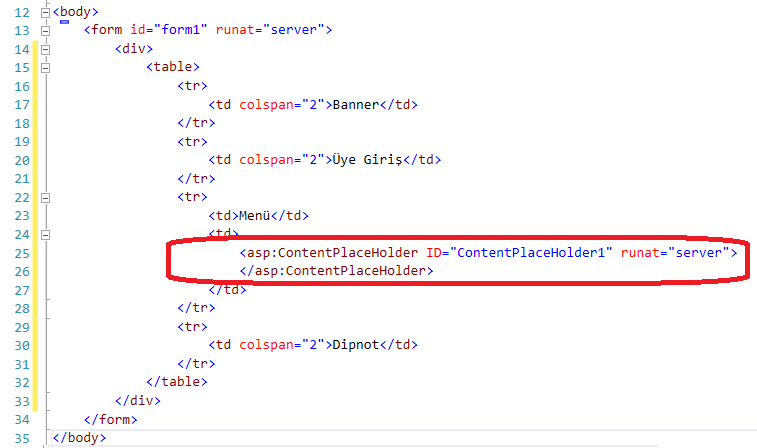 12 <body>
13 <form id="form1" runat="server">
14 <div>
15 <table>
16 <tr>
17 <td colspan="2">Banner</td>
18 </tr>
19 <tr>
20 <td colspan="2">Üye Giriş</td>
21 </tr>
22 <tr>
23 <td>Menü</td>
24 <td>
25 <asp:ContentPlaceHolder ID="ContentPlaceHolder1" runat="server">
26 </asp:ContentPlaceHolder>
27 </td>
28 </tr>
29 <tr>
30 <td colspan="2">Dipnot</td>
31 </tr>
32 </table>
33 </div>
34 </form>
35 </body>